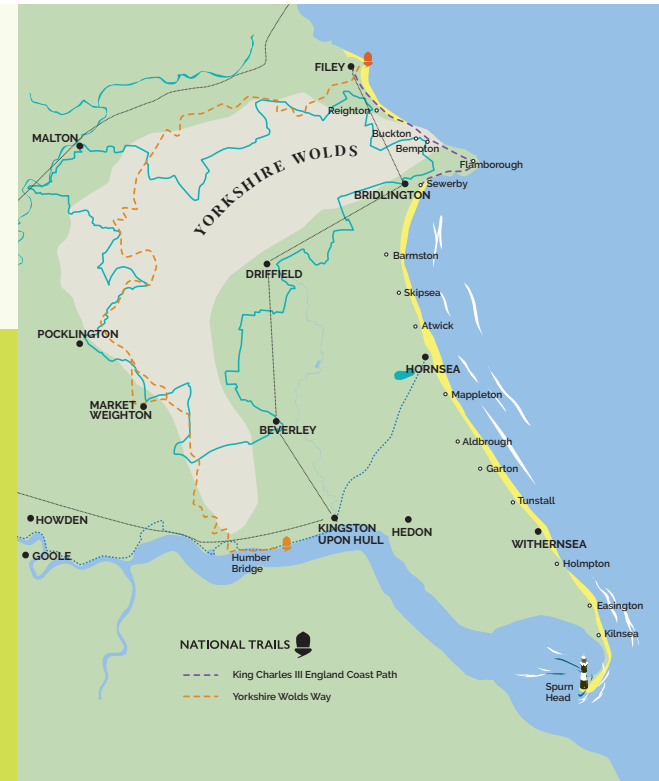 FILEY
Reighton
MALTON
Buckton
Bempton
YORKSHIRE WOLDS
Flamborough
Sewerby
BRIDLINGTON
Barmston
DRIFFIELD
Skipsea
Atwick
POCKLINGTON
HORNSEA
Mappleton
MARKET
WEIGHTON
BEVERLEY
Aldbrough
Garton
Tunstall
HOWDEN
KINGSTON
UPON HULL
HEDON
WITHERNSEA
GOOLE
Humber
Bridge
Holmpton
Easington
Kilnsea
NATIONAL TRAILS
King Charles III England Coast Path
Yorkshire Wolds Way
Spurn
Head